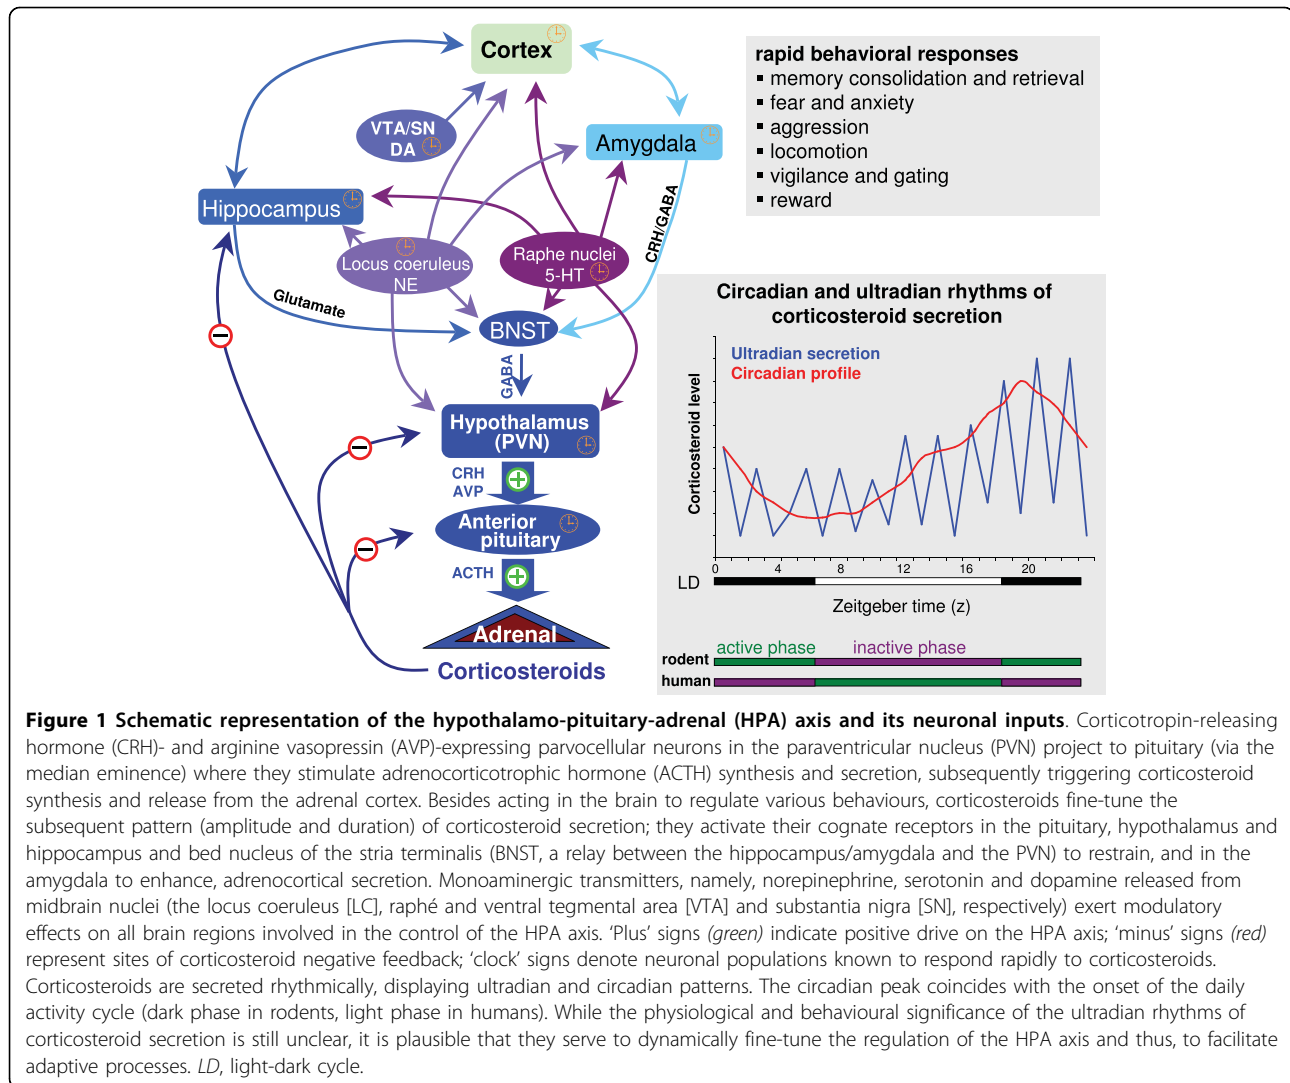 Cortex
VTA/SN
DA
Amygdala
Hippocampus
Locus coeruleus
NE
Raphe nuclei
5-HT
CRH/GABA
Glutamate
BNST
GABA
Hypothalamus
(PVN)
CRH
AVP
Anterior
pituitary
ACTH
Adrenal
Corticosteroids
rapid behavioral responses
▪ memory consolidation and retrieval
▪ fear and anxiety
▪ aggression
▪ locomotion
▪ vigilance and gating
▪ reward
Circadian and ultradian rhythms of
corticosteroid secretion
Ultradian secretion
Circadian profile
Corticosteroid level
0 4 8 12 16 20
LD
Zeitgeber time (z)
active phase inactive phase
rodent
human
Figure 1 Schematic representation of the hypothalamo-pituitary-adrenal (HPA) axis and its neuronal inputs. Corticotropin-releasing
hormone (CRH)- and arginine vasopressin (AVP)-expressing parvocellular neurons in the paraventricular nucleus (PVN) project to pituitary (via the
median eminence) where they stimulate adrenocorticotrophic hormone (ACTH) synthesis and secretion, subsequently triggering corticosteroid
synthesis and release from the adrenal cortex. Besides acting in the brain to regulate various behaviours, corticosteroids fine-tune the
subsequent pattern (amplitude and duration) of corticosteroid secretion; they activate their cognate receptors in the pituitary, hypothalamus and
hippocampus and bed nucleus of the stria terminalis (BNST, a relay between the hippocampus/amygdala and the PVN) to restrain, and in the
amygdala to enhance, adrenocortical secretion. Monoaminergic transmitters, namely, norepinephrine, serotonin and dopamine released from
midbrain nuclei (the locus coeruleus [LC], raphé and ventral tegmental area [VTA] and substantia nigra [SN], respectively) exert modulatory
effects on all brain regions involved in the control of the HPA axis. ‘Plus’ signs (green) indicate positive drive on the HPA axis; ‘minus’ signs (red)
represent sites of corticosteroid negative feedback; ‘clock’ signs denote neuronal populations known to respond rapidly to corticosteroids.
Corticosteroids are secreted rhythmically, displaying ultradian and circadian patterns. The circadian peak coincides with the onset of the daily
activity cycle (dark phase in rodents, light phase in humans). While the physiological and behavioural significance of the ultradian rhythms of
corticosteroid secretion is still unclear, it is plausible that they serve to dynamically fine-tune the regulation of the HPA axis and thus, to facilitate
adaptive processes. LD, light-dark cycle.